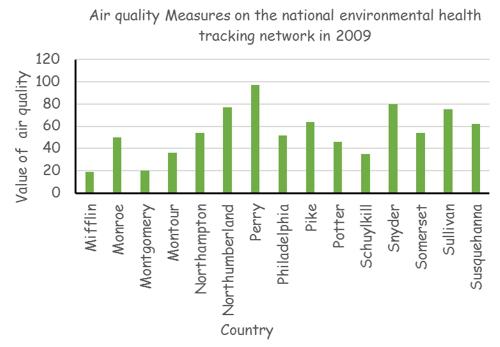 Air quality Measures on the national environmental health
tracking network in 2009
Value of air quality
120
100
80
60
40
20
0
Mifflin
Monroe
Montgomery
Montour
Northampton
Northumberland
Perry
Philadelphia
Pike
Potter
Schuylkill
Snyder
Somerset
Sullivan
Susquehanna
Country